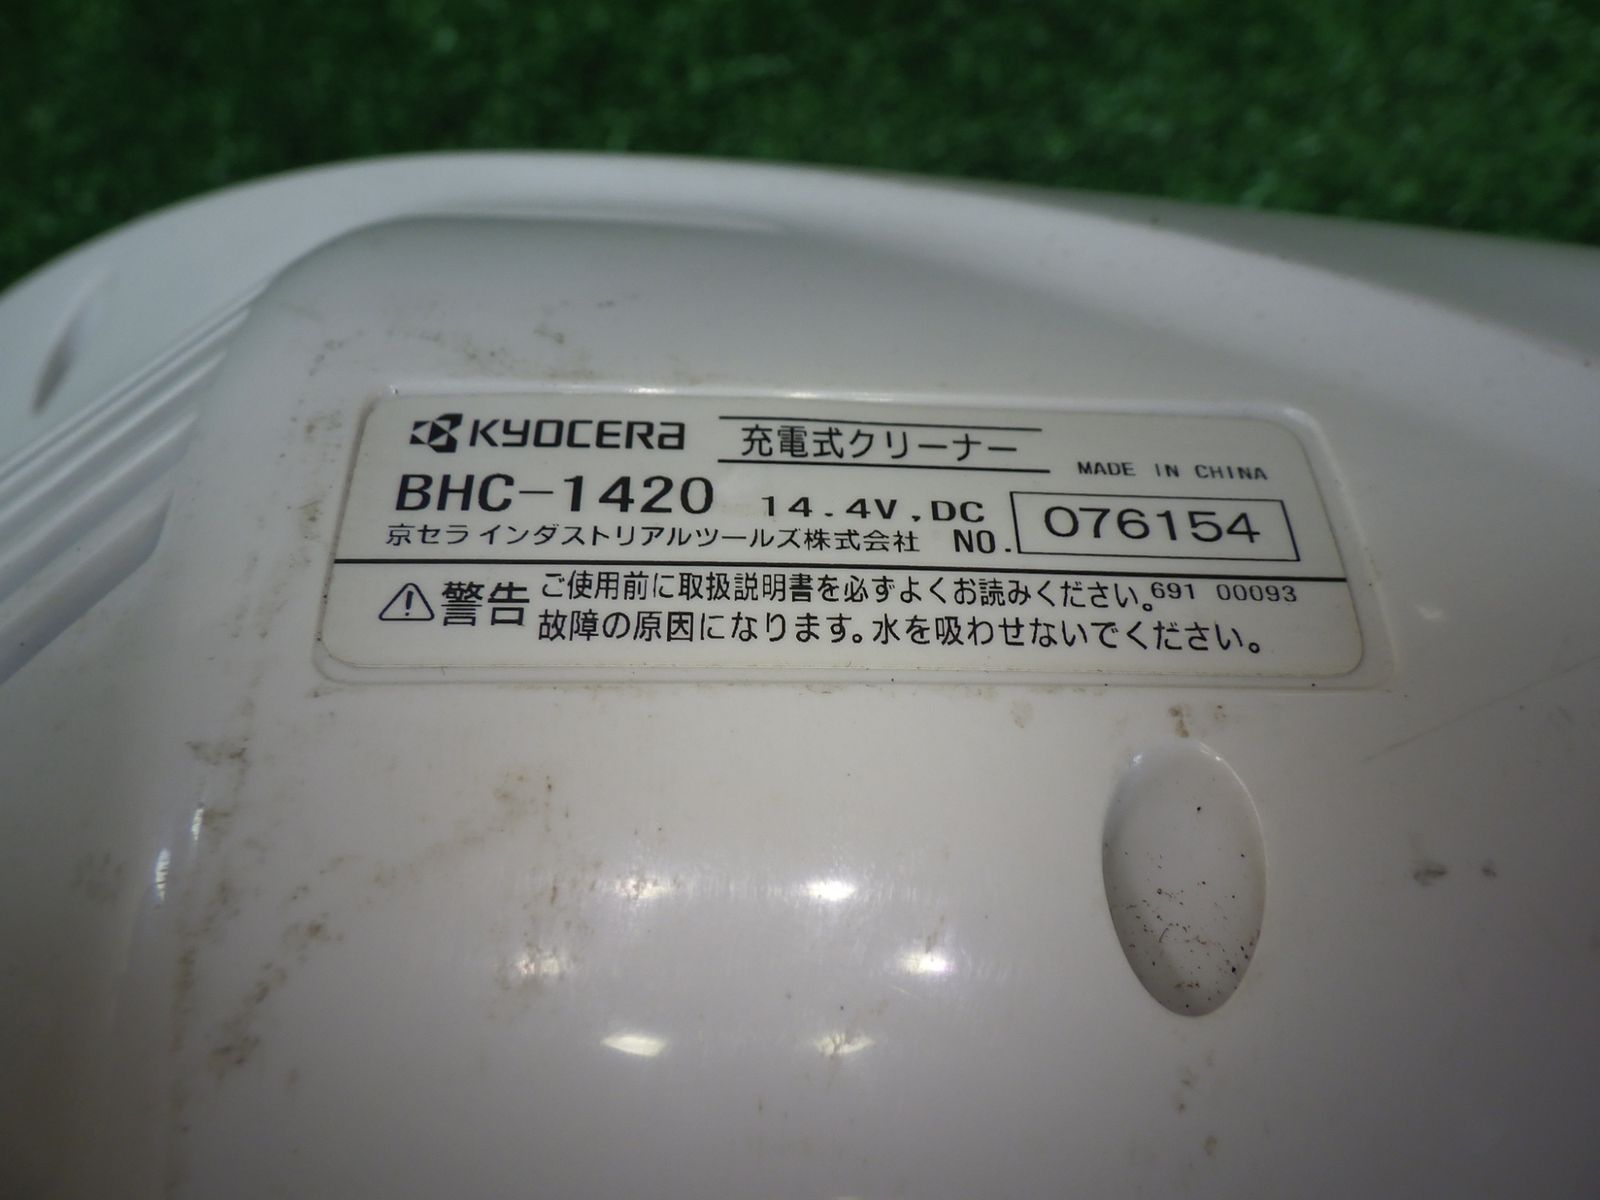 KYOCERA 充電式クリーナー
MADE IN CHINA
BHC-1420 14.4V, DC
京セラ インダストリアルツールズ株式会社 NO. 076154
警告 ご使用前に取扱説明書を必ずよくお読みください。691 00093
故障の原因になります。水を吸わせないでください。